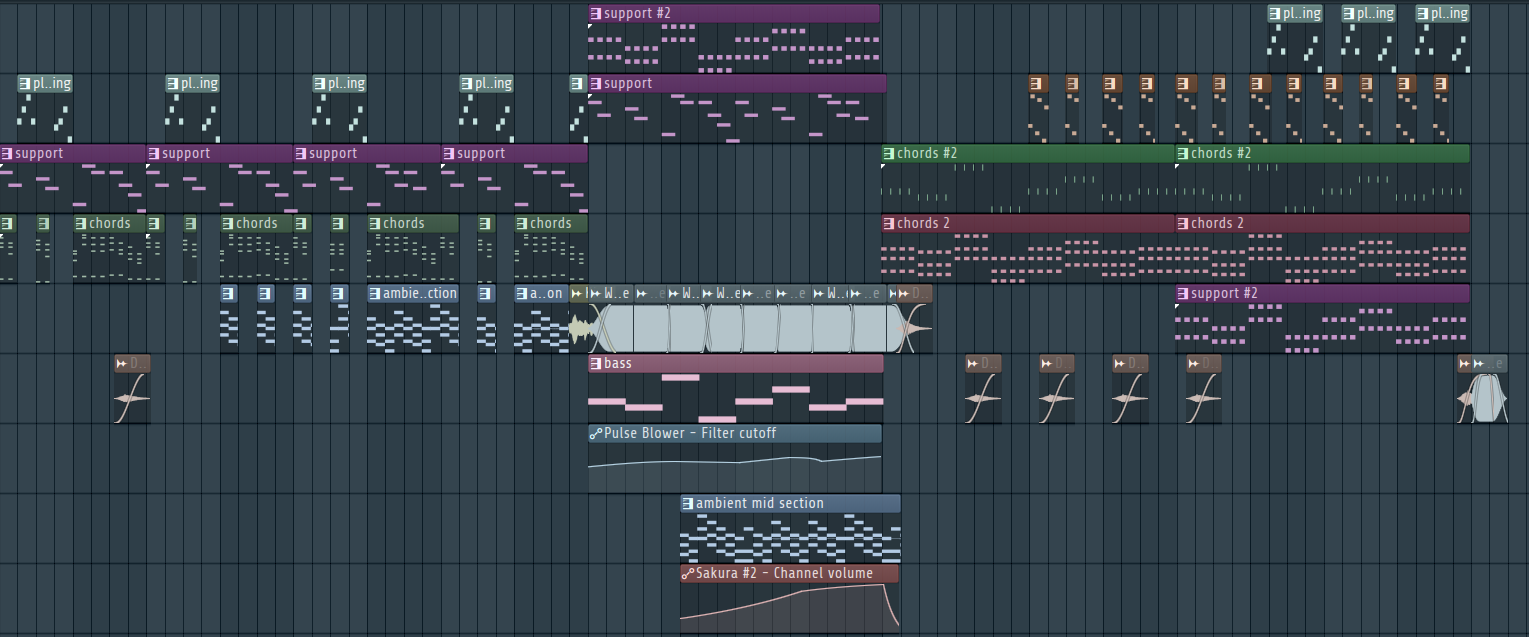 support #2
pl..ing pl..ing pl..ing
pl..ing pl..ing pl..ing pl..ing support
support support support support chords #2 chords #2
chords chords chords chords chords 2 chords 2
ambie..ction a..on W..e ..e W.. W..e ..e ..e W.. ..e D.. support #2
D.. bass D.. D.. D.. D.. ..e
Pulse Blower - Filter cutoff
ambient mid section
Sakura #2 - Channel volume